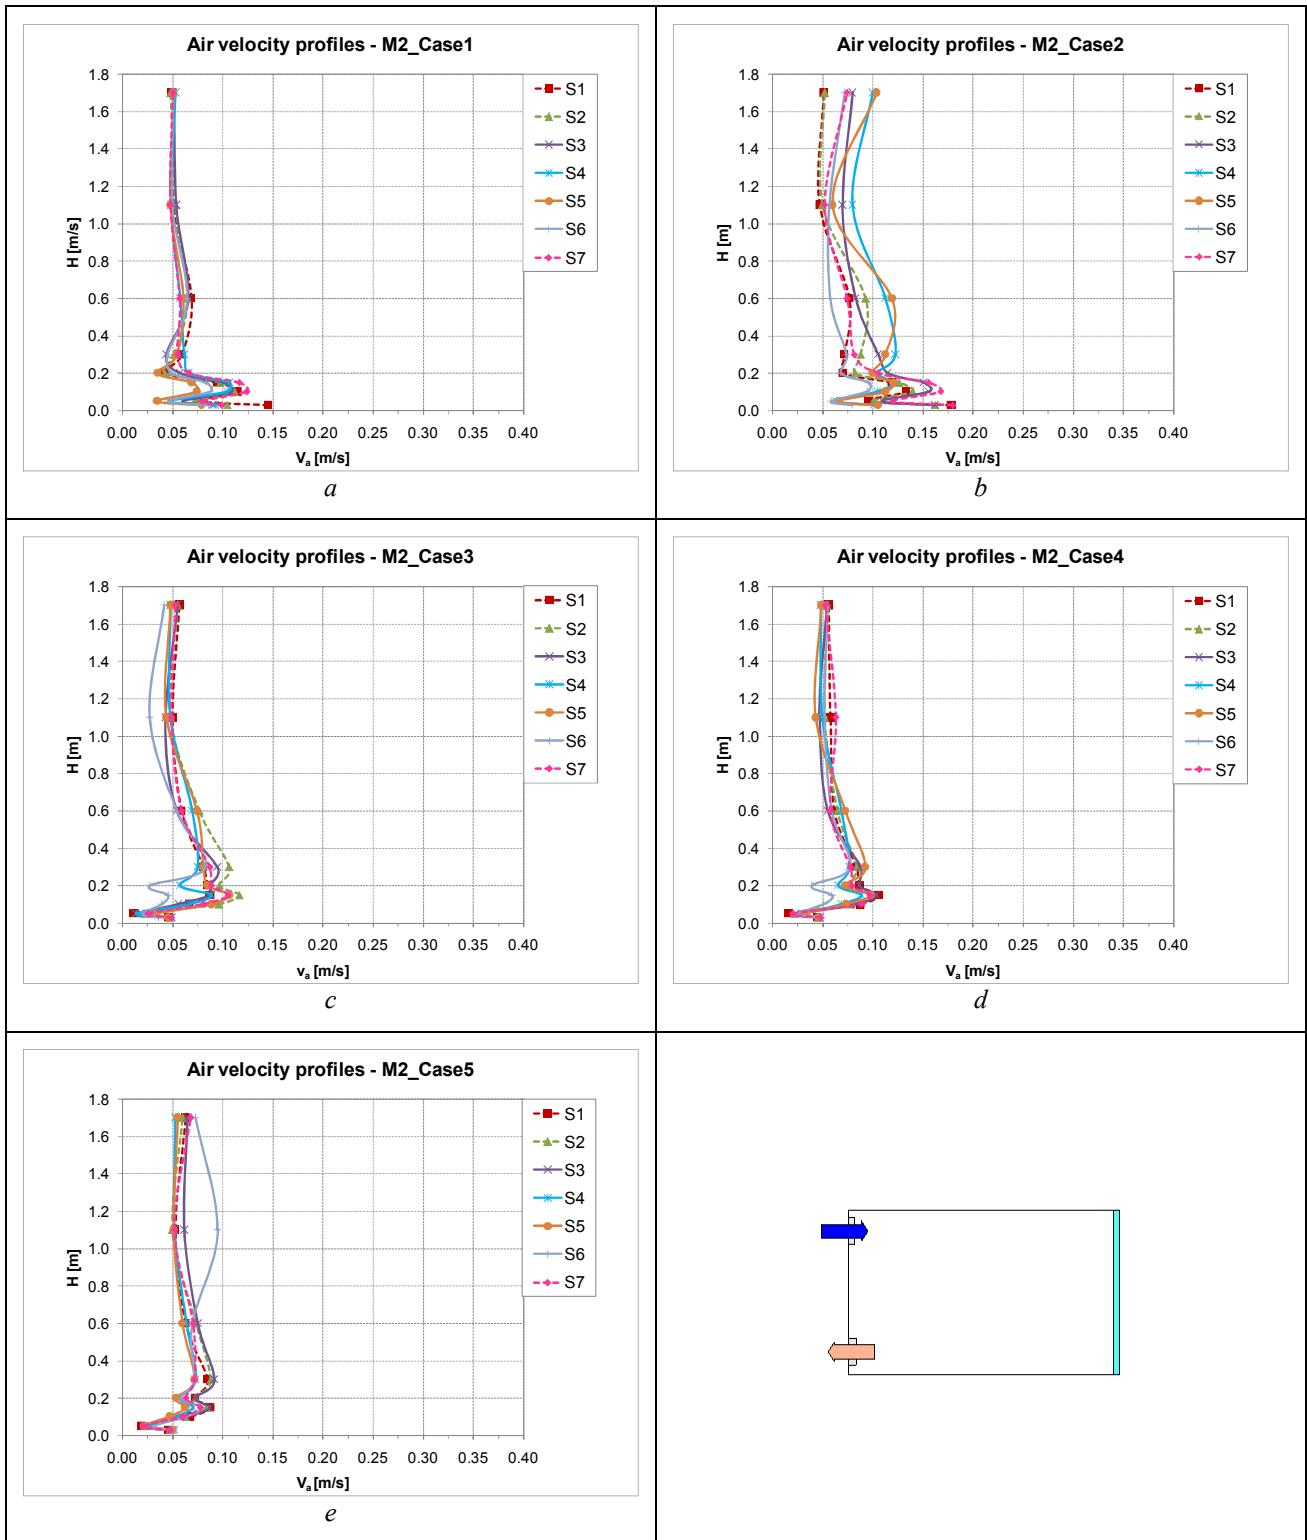 Air velocity profiles - M2_Case1
1.8
1.6
1.4
1.2
1.0
0.8
0.6
0.4
0.2
0.0
H [m/s]
0.00 0.05 0.10 0.15 0.20 0.25 0.30 0.35 0.40
Va [m/s]
S1
S2
S3
S4
S5
S6
S7
a
Air velocity profiles - M2_Case2
1.8
1.6
1.4
1.2
1.0
0.8
0.6
0.4
0.2
0.0
H [m]
0.00 0.05 0.10 0.15 0.20 0.25 0.30 0.35 0.40
Va [m/s]
S1
S2
S3
S4
S5
S6
S7
b
Air velocity profiles - M2_Case3
1.8
1.6
1.4
1.2
1.0
0.8
0.6
0.4
0.2
0.0
H [m]
0.00 0.05 0.10 0.15 0.20 0.25 0.30 0.35 0.40
va [m/s]
S1
S2
S3
S4
S5
S6
S7
c
Air velocity profiles - M2_Case4
1.8
1.6
1.4
1.2
1.0
0.8
0.6
0.4
0.2
0.0
H [m]
0.00 0.05 0.10 0.15 0.20 0.25 0.30 0.35 0.40
Va [m/s]
S1
S2
S3
S4
S5
S6
S7
d
Air velocity profiles - M2_Case5
1.8
1.6
1.4
1.2
1.0
0.8
0.6
0.4
0.2
0.0
H [m]
0.00 0.05 0.10 0.15 0.20 0.25 0.30 0.35 0.40
Va [m/s]
S1
S2
S3
S4
S5
S6
S7
e